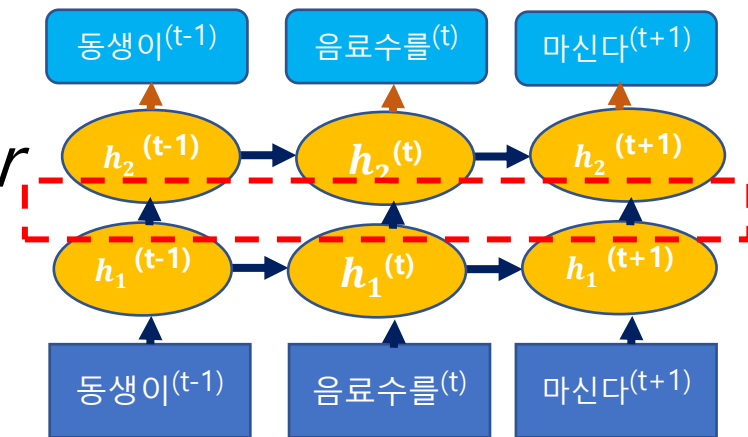 동생이(t-1) 음료수를(t) 마신다(t+1)
r
h₂(t-1) h₂(t) h₂(t+1)
h₁(t-1) h₁(t) h₁(t+1)
동생이(t-1) 음료수를(t) 마신다(t+1)